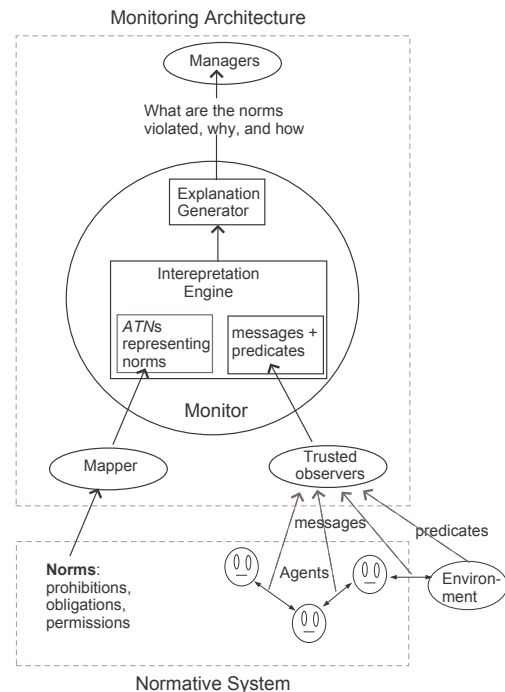 Monitoring Architecture
Managers
What are the norms
violated, why, and how
Explanation
Generator
Interepretation
Engine
ATNs
representing
norms
messages +
predicates
Monitor
Mapper
Trusted
observers
messages
predicates
Norms:
prohibitions,
obligations,
permissions
Agents
Environ-
ment
Normative System